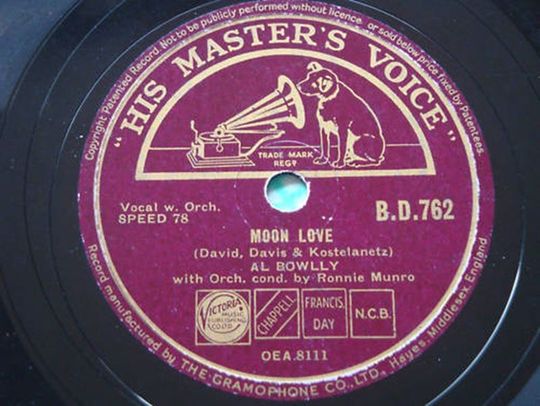 Copyright Patented Record. Not to be publicly performed without licence, or sold below price fixed by Patentees.
"HIS MASTER'S VOICE"
TRADE MARK
REGD
Vocal w. Orch.
SPEED 78
B.D.762
MOON LOVE
(David, Davis & Kostelanetz)
AL BOWLLY
with Orch. cond. by Ronnie Munro
VICTORIA
MUSIC
PUBLISHING
CHAPPELL
FRANCIS
DAY
N.C.B.
OEA.8111
Record manufactured by THE GRAMOPHONE CO., LTD., Hayes, Middlesex, England